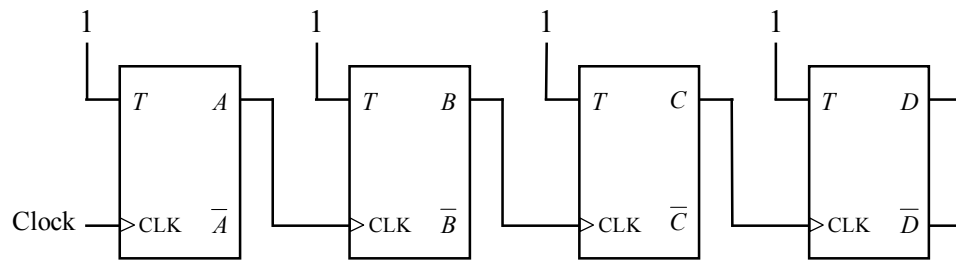 1 1 1 1
T A T B T C T D
Clock CLK A̅ CLK B̅ CLK C̅ CLK D̅